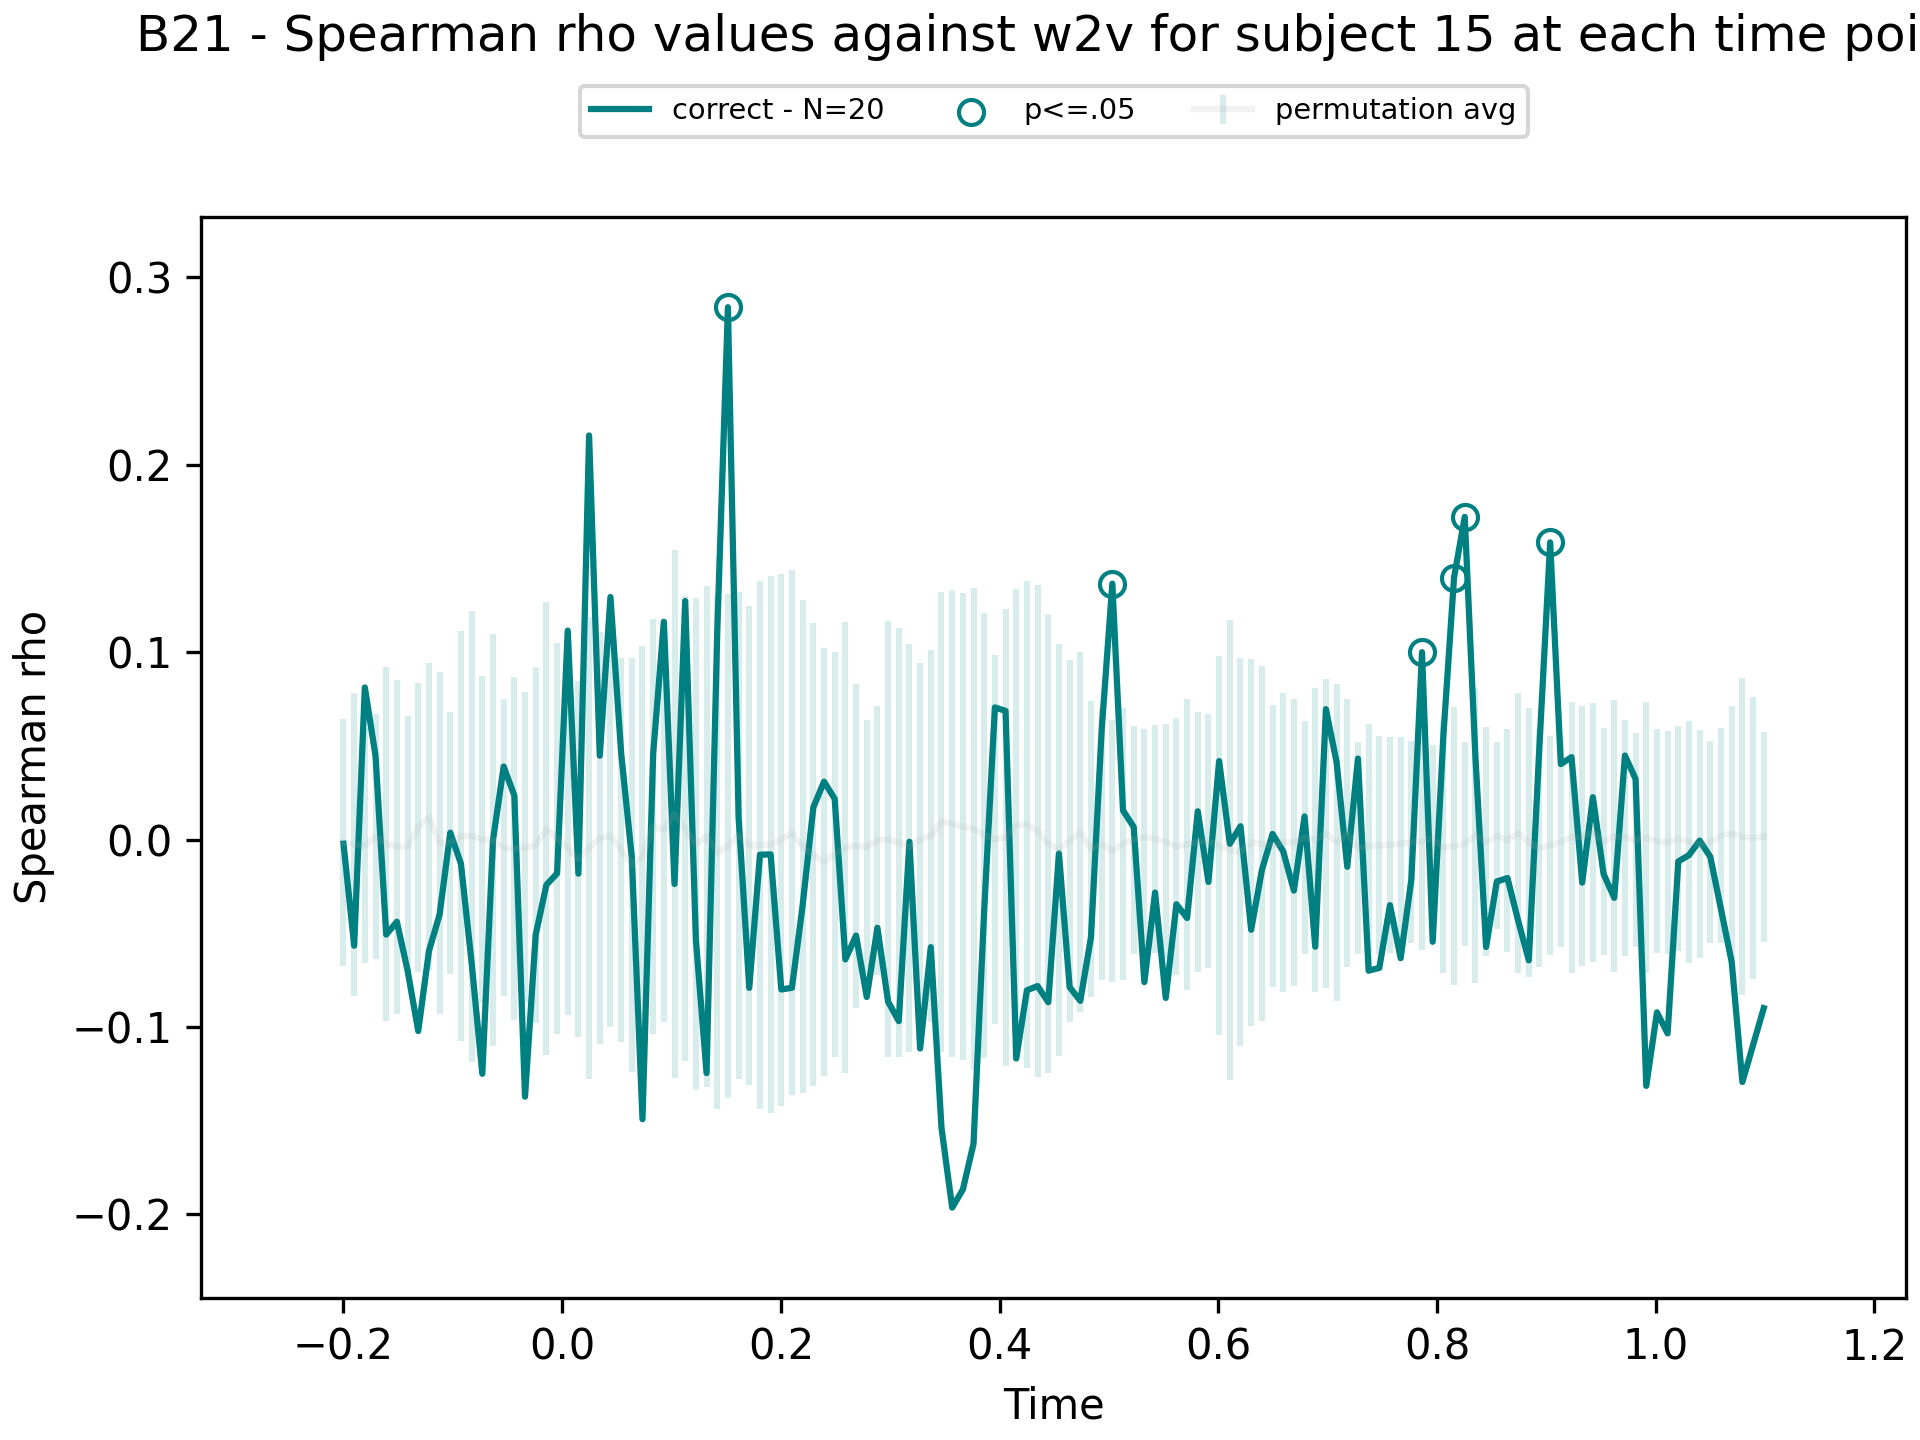 B21 - Spearman rho values against w2v for subject 15 at each time poi
correct - N=20 p<=.05 permutation avg
0.3
0.2
0.1
0.0
−0.1
−0.2
Spearman rho
−0.2 0.0 0.2 0.4 0.6 0.8 1.0 1.2
Time